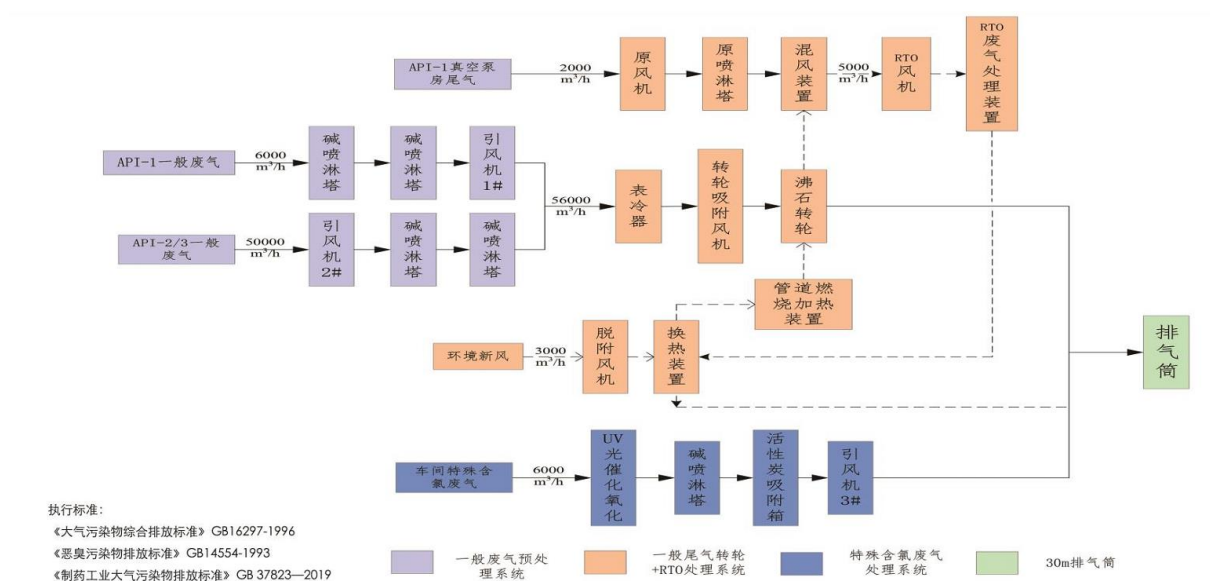 API-1真空泵
房尾气
2000
m³/h
原风机
原喷淋塔
混风装置
5000
m³/h
RTO
风机
RTO
废气处理装置
API-1一般废气
6000
m³/h
碱喷淋塔
碱喷淋塔
引风机1#
API-2/3一般
废气
50000
m³/h
引风机2#
碱喷淋塔
碱喷淋塔
56000
m³/h
表冷器
转轮吸附风机
沸石转轮
管道燃
烧加热
装置
环境新风
3000
m³/h
脱附风机
换热装置
排气筒
车间特殊含
氯废气
6000
m³/h
UV
光催化氧化
碱喷淋塔
活性炭吸附箱
引风机3#
执行标准：
《大气污染物综合排放标准》GB16297-1996
《恶臭污染物排放标准》GB14554-1993
《制药工业大气污染物排放标准》GB 37823—2019
一般废气预处
理系统
一般尾气转轮
+RTO处理系统
特殊含氯废气
处理系统
30m排气筒